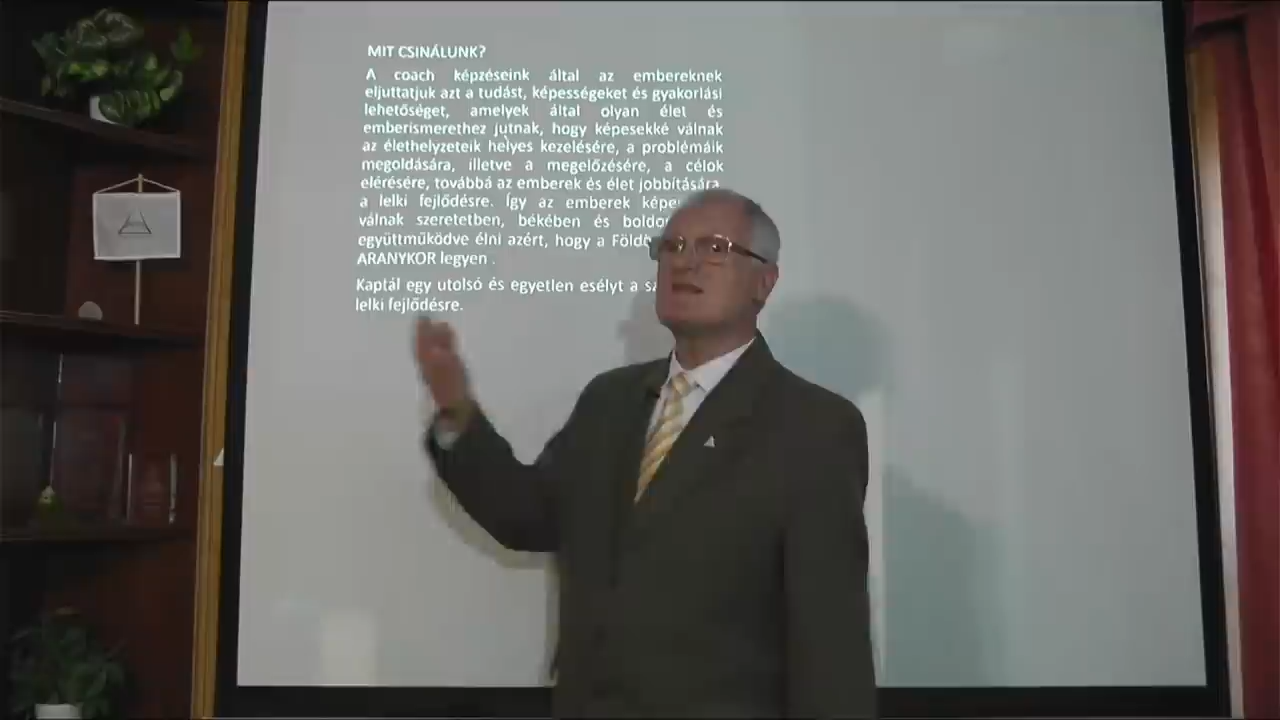 MIT CSINÁLUNK?
A coach képzéseink által az embereknek
eljuttatjuk azt a tudást, képességeket és gyakorlási
lehetőséget, amelyek által olyan élet és
emberismerethez jutnak, hogy képesekké válnak
az élethelyzeteik helyes kezelésére, a problémáik
megoldására, illetve a megelőzésére, a célok
elérésére, továbbá az emberek és élet jobbítására,
a lelki fejlődésre. Így az emberek
válnak szeretetben, békében és
együttműködve élni azért, hogy a
ARANYKOR legyen .
Kaptál egy utolsó és egyetlen esélyt a
lelki fejlődésre.